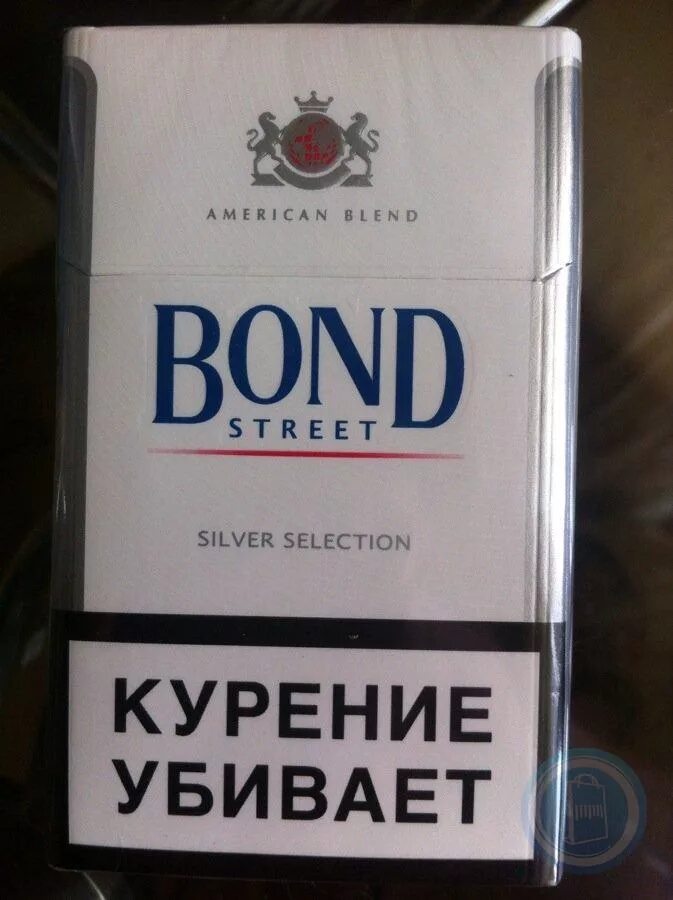 AMERICAN BLEND
BOND
STREET
SILVER SELECTION
КУРЕНИЕ
УБИВАЕТ